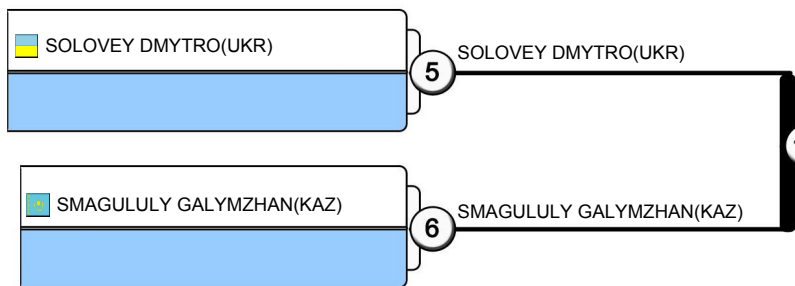 SOLOVEY DMYTRO(UKR)
5
SOLOVEY DMYTRO(UKR)
SMAGULULY GALYMZHAN(KAZ)
6
SMAGULULY GALYMZHAN(KAZ)